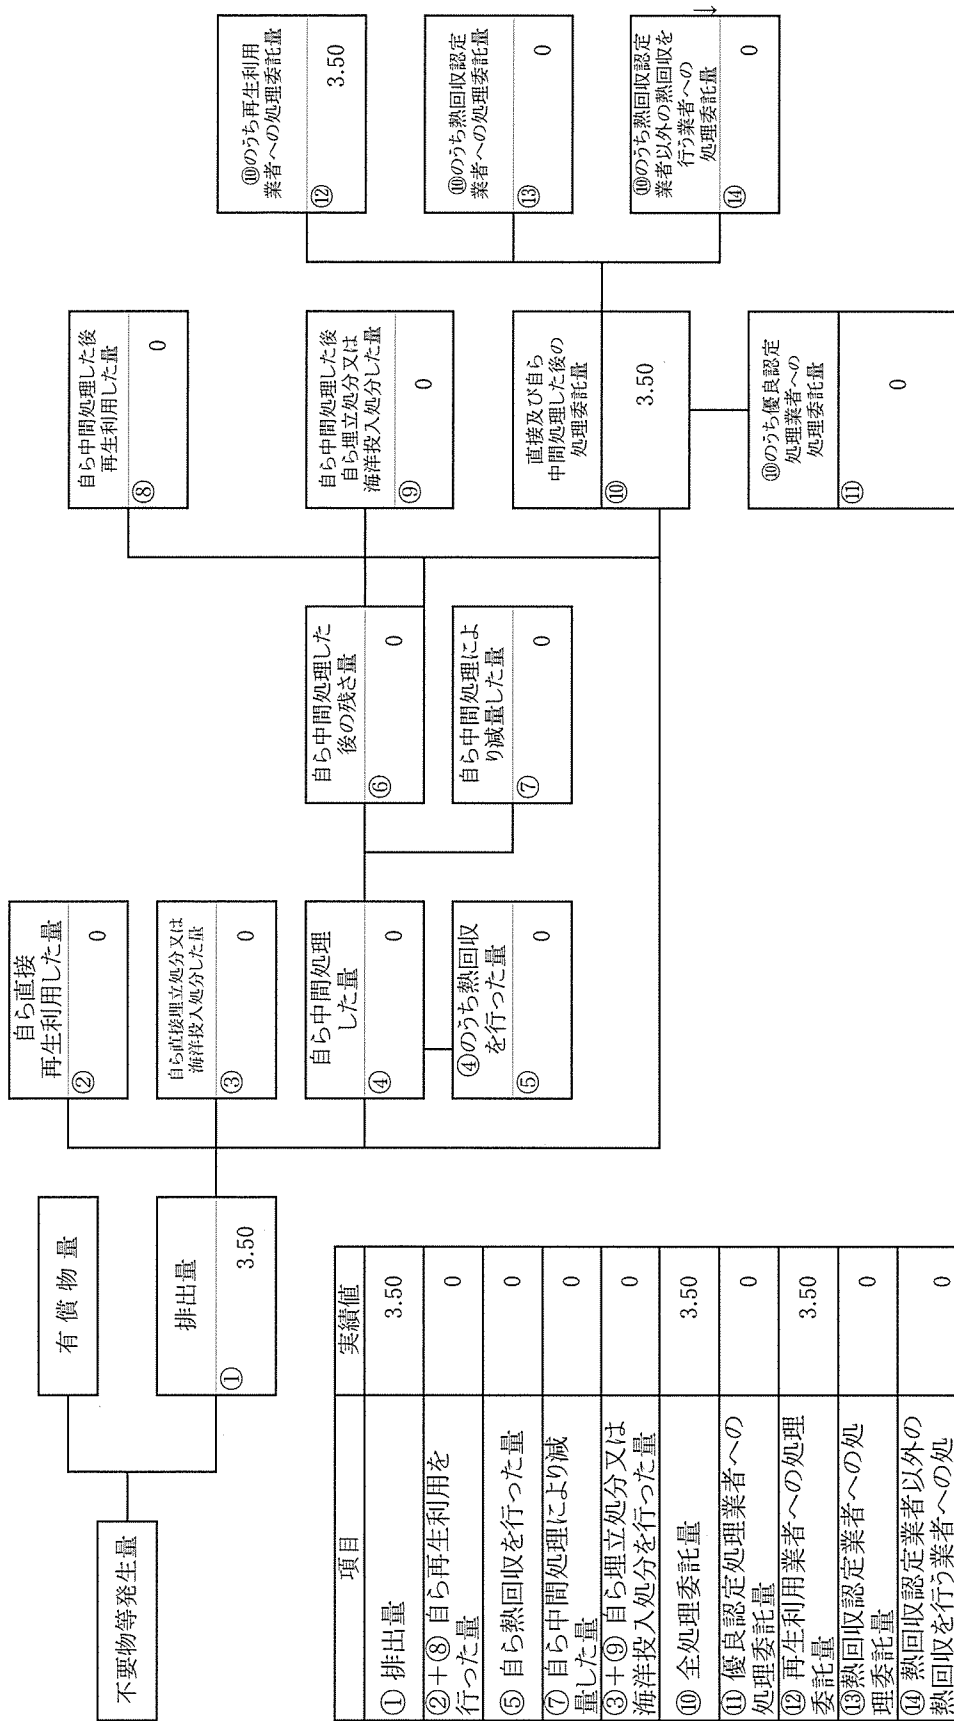 不要物等発生量
有 償 物 量
排出量
① 3.50
自ら直接
再生利用した量
② 0
自ら直接埋立処分又は
海洋投入処分した量
③ 0
自ら中間処理
した量
④ 0
④のうち熱回収
を行った量
⑤ 0
自ら中間処理した
後の残さ量
⑥ 0
自ら中間処理によ
り減量した量
⑦ 0
自ら中間処理した後
再生利用した量
⑧ 0
自ら中間処理した後
自ら埋立処分又は
海洋投入処分した量
⑨ 0
直接及び自ら
中間処理した後の
処理委託量
⑩ 3.50
⑩のうち優良認定
処理業者への
処理委託量
⑪ 0
⑩のうち再生利用
業者への処理委託量
⑫ 3.50
⑩のうち熱回収認定
業者への処理委託量
⑬ 0
⑩のうち熱回収認定
業者以外の熱回収を
行う業者への
処理委託量
⑭ 0
←
項目 実績値
① 排出量 3.50
②+⑧ 自ら再生利用を
行った量 0
⑤ 自ら熱回収を行った量 0
⑦ 自ら中間処理により減
量した量 0
③+⑨ 自ら埋立処分又は
海洋投入処分を行った量 0
⑩ 全処理委託量 3.50
⑪ 優良認定処理業者への
処理委託量 0
⑫ 再生利用業者への処理
委託量 3.50
⑬熱回収認定業者への処
理委託量 0
⑭ 熱回収認定業者以外の
熱回収を行う業者への処 0